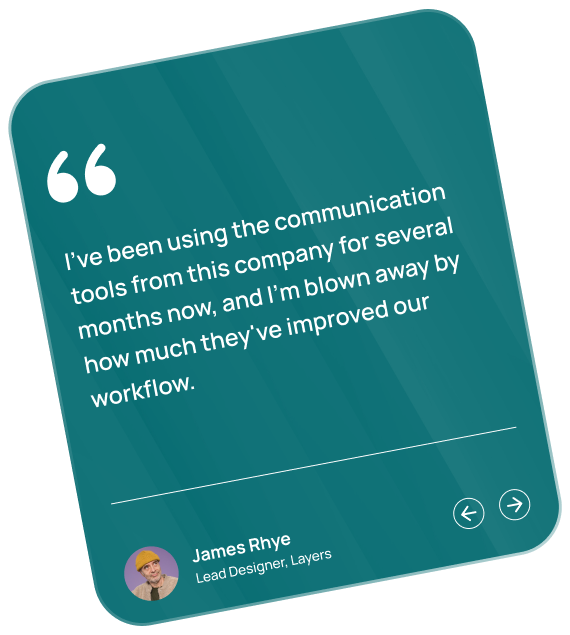 “
I’ve been using the communication
tools from this company for several
months now, and I’m blown away by
how much they've improved our
workflow.
James Rhye
Lead Designer, Layers